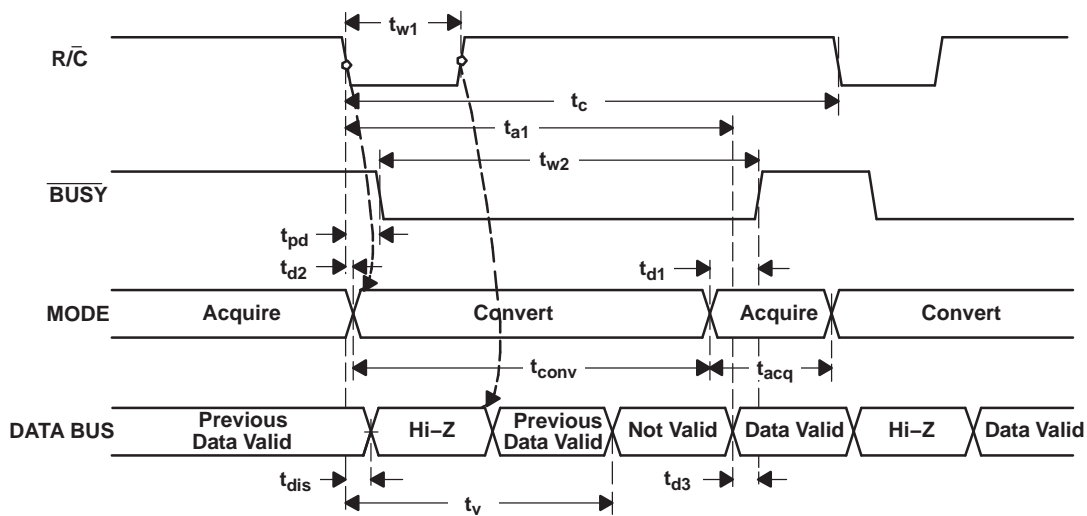 t_w1
R/C̅
t_c
t_a1
t_w2
B̅U̅S̅Y̅
t_pd
t_d2
t_d1
MODE Acquire Convert Acquire Convert
t_conv t_acq
DATA BUS Previous Data Valid Hi–Z Previous Data Valid Not Valid Data Valid Hi–Z Data Valid
t_dis
t_d3
t_v